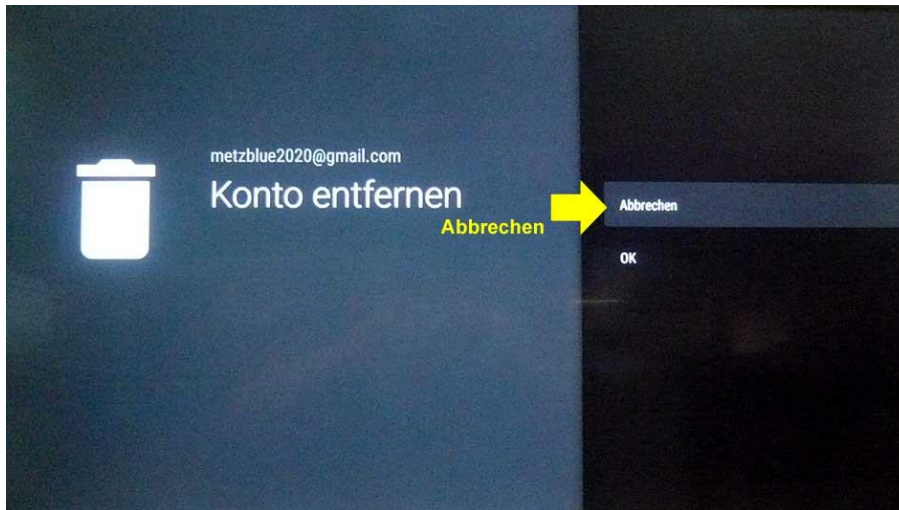 metzblue2020@gmail.com
Konto entfernen
Abbrechen
Abbrechen
OK